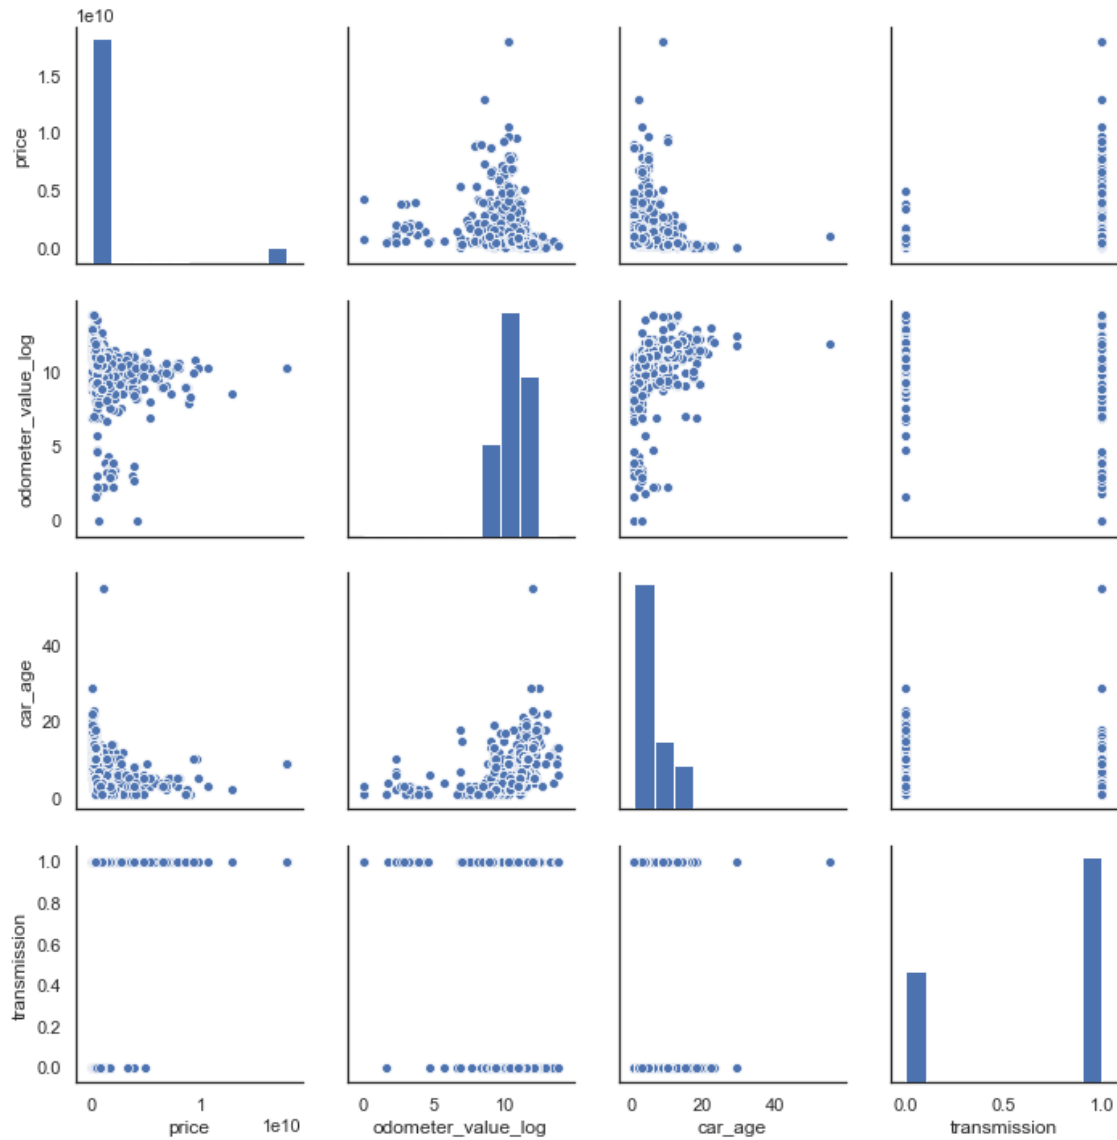 1e10
1.5
1.0
0.5
0.0
price
10
5
0
odometer_value_log
40
20
0
car_age
1.0
0.8
0.6
0.4
0.2
0.0
transmission
0 1 0 5 10 0 20 40 0.0 0.5 1.0
price 1e10 odometer_value_log car_age transmission